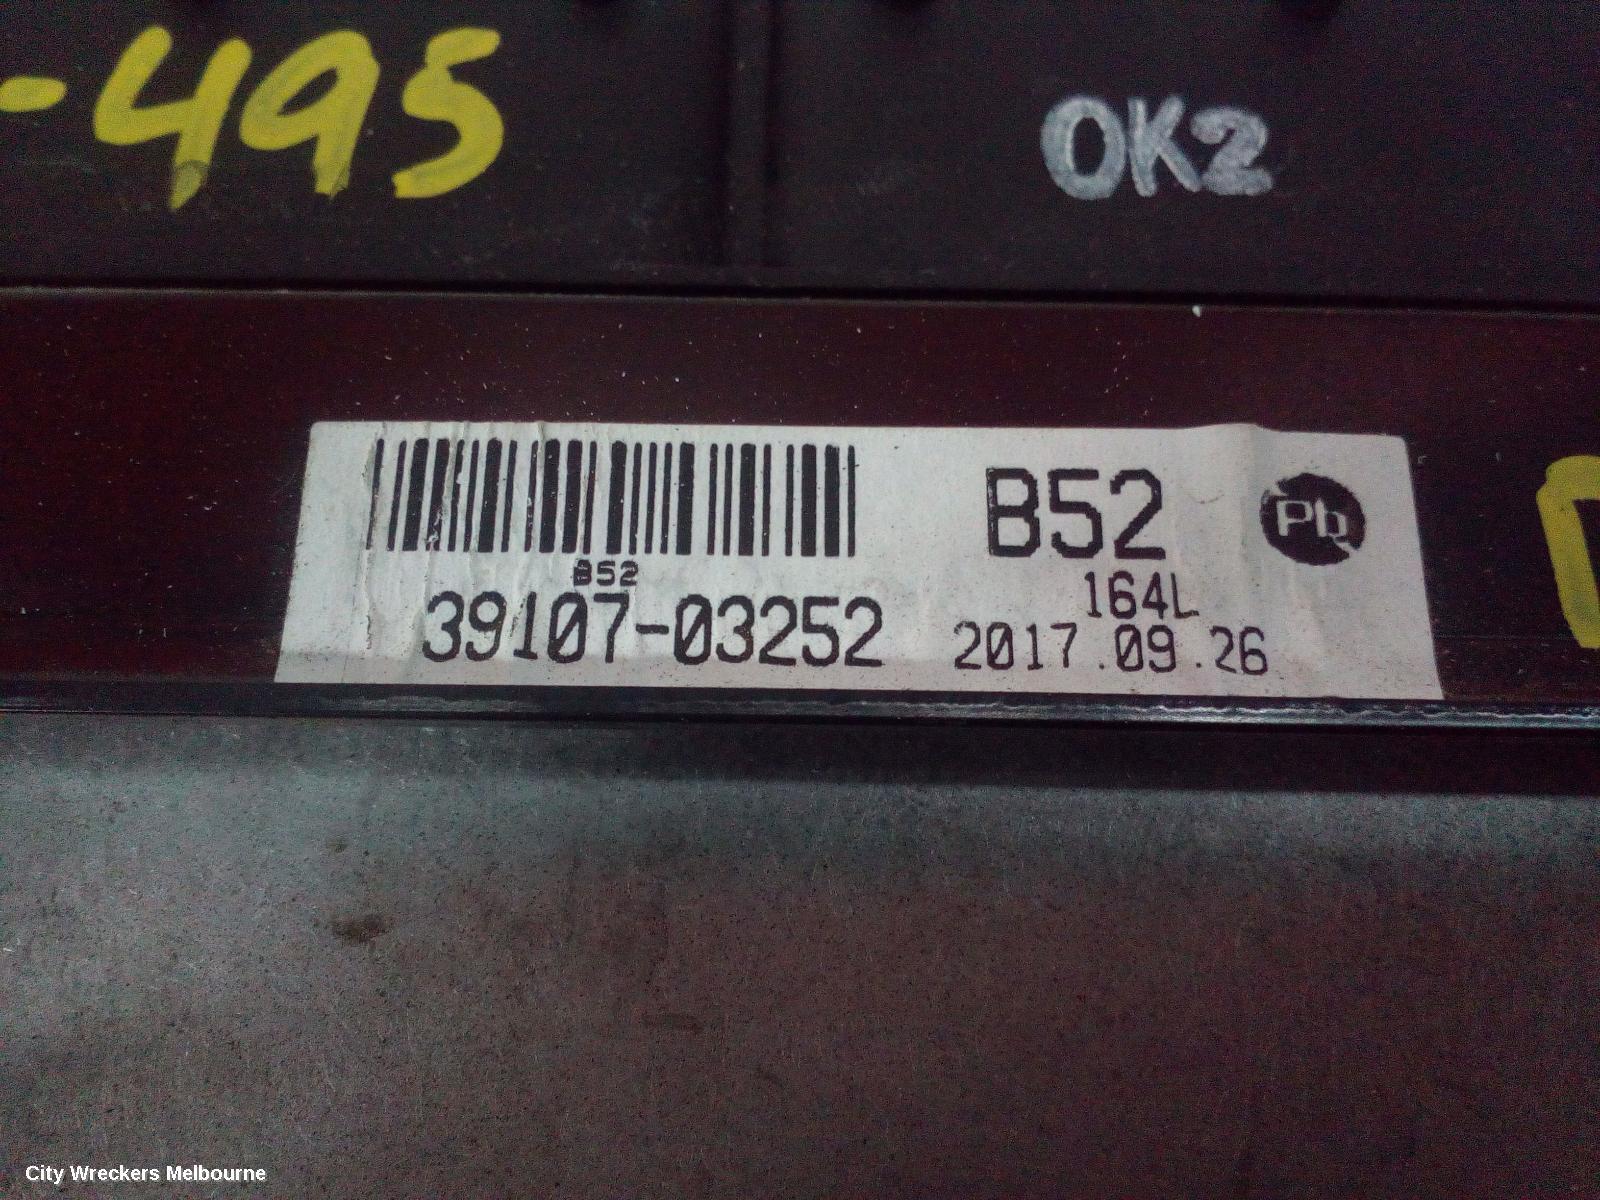 -495
OK2
B52
Pb
B52
164L
39107-03252
2017.09.26
City Wreckers Melbourne